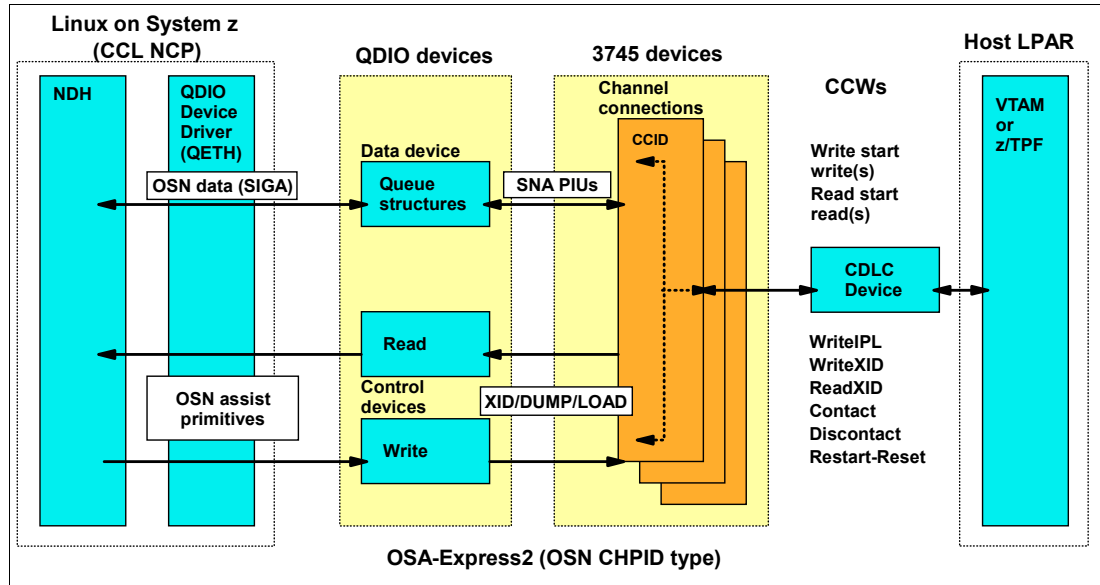 Linux on System z
(CCL NCP)
QDIO devices
3745 devices
Host LPAR
NDH
QDIO
Device
Driver
(QETH)
Channel
connections
CCWs
VTAM
or
z/TPF
CCID
Data device
Write start
write(s)
Read start
read(s)
OSN data (SIGA)
Queue
structures
SNA PIUs
CDLC
Device
Read
WriteIPL
WriteXID
ReadXID
Contact
Discontact
Restart-Reset
OSN assist
primitives
Control
devices
XID/DUMP/LOAD
Write
OSA-Express2 (OSN CHPID type)